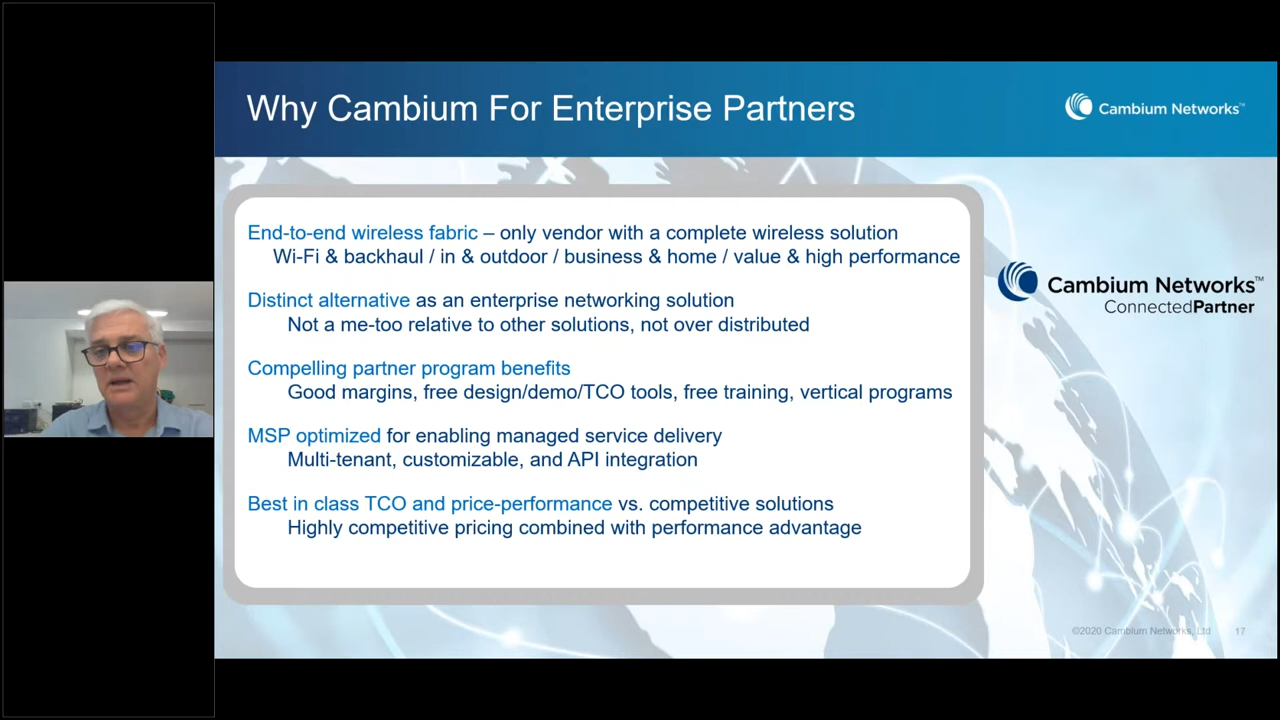 Why Cambium For Enterprise Partners
Cambium Networks™
End-to-end wireless fabric – only vendor with a complete wireless solution
Wi-Fi & backhaul / in & outdoor / business & home / value & high performance
Distinct alternative as an enterprise networking solution
Not a me-too relative to other solutions, not over distributed
Compelling partner program benefits
Good margins, free design/demo/TCO tools, free training, vertical programs
MSP optimized for enabling managed service delivery
Multi-tenant, customizable, and API integration
Best in class TCO and price-performance vs. competitive solutions
Highly competitive pricing combined with performance advantage
Cambium Networks™
ConnectedPartner
©2020 Cambium Networks, Ltd 17